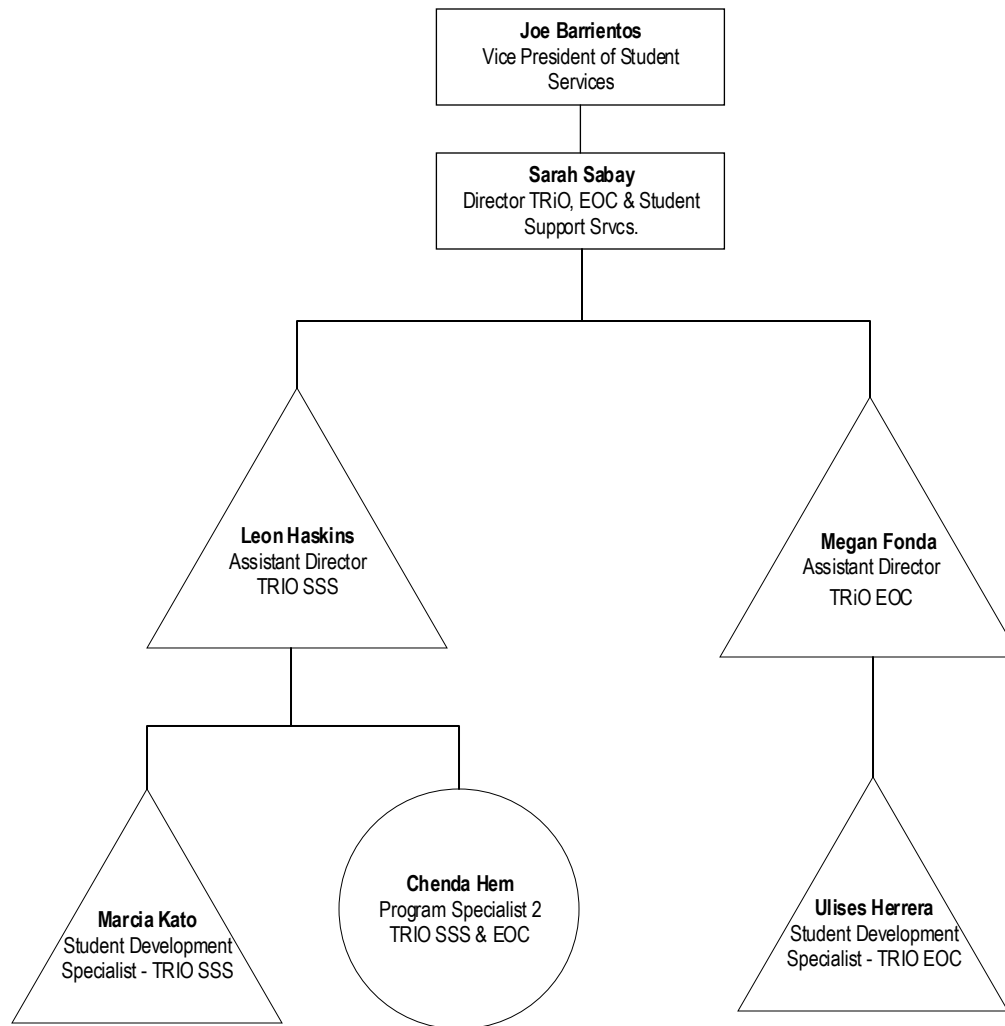 Joe Barrientos
Vice President of Student
Services
Sarah Sabay
Director TRiO, EOC & Student
Support Srvcs.
Leon Haskins
Assistant Director
TRIO SSS
Megan Fonda
Assistant Director
TRiO EOC
Marcia Kato
Student Development
Specialist - TRIO SSS
Chenda Hem
Program Specialist 2
TRIO SSS & EOC
Ulises Herrera
Student Development
Specialist - TRIO EOC